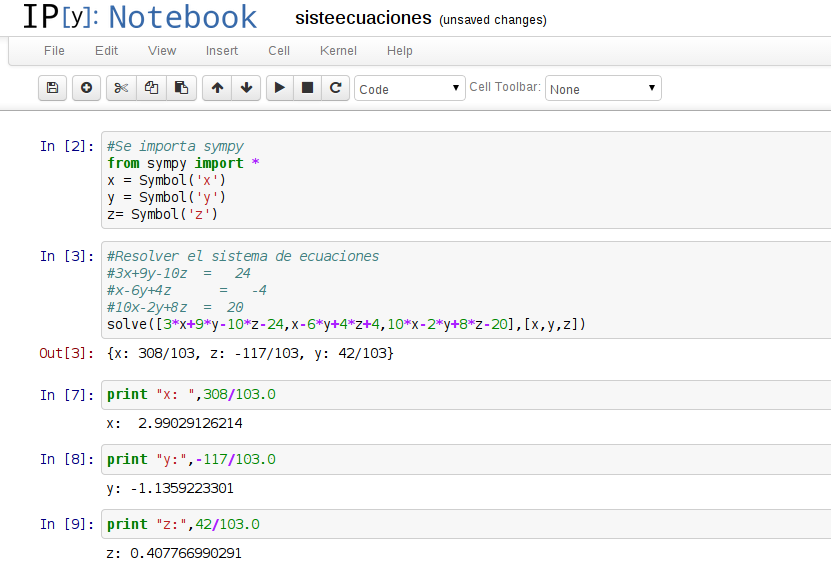 IP[y]: Notebook sisteecuaciones (unsaved changes)
File Edit View Insert Cell Kernel Help
Code Cell Toolbar: None
In [2]: #Se importa sympy
from sympy import *
x = Symbol('x')
y = Symbol('y')
z= Symbol('z')
In [3]: #Resolver el sistema de ecuaciones
#3x+9y-10z = 24
#x-6y+4z = -4
#10x-2y+8z = 20
solve([3*x+9*y-10*z-24,x-6*y+4*z+4,10*x-2*y+8*z-20],[x,y,z])
Out[3]: {x: 308/103, z: -117/103, y: 42/103}
In [7]: print "x: ",308/103.0
x:  2.99029126214
In [8]: print "y:",-117/103.0
y: -1.1359223301
In [9]: print "z:",42/103.0
z: 0.407766990291